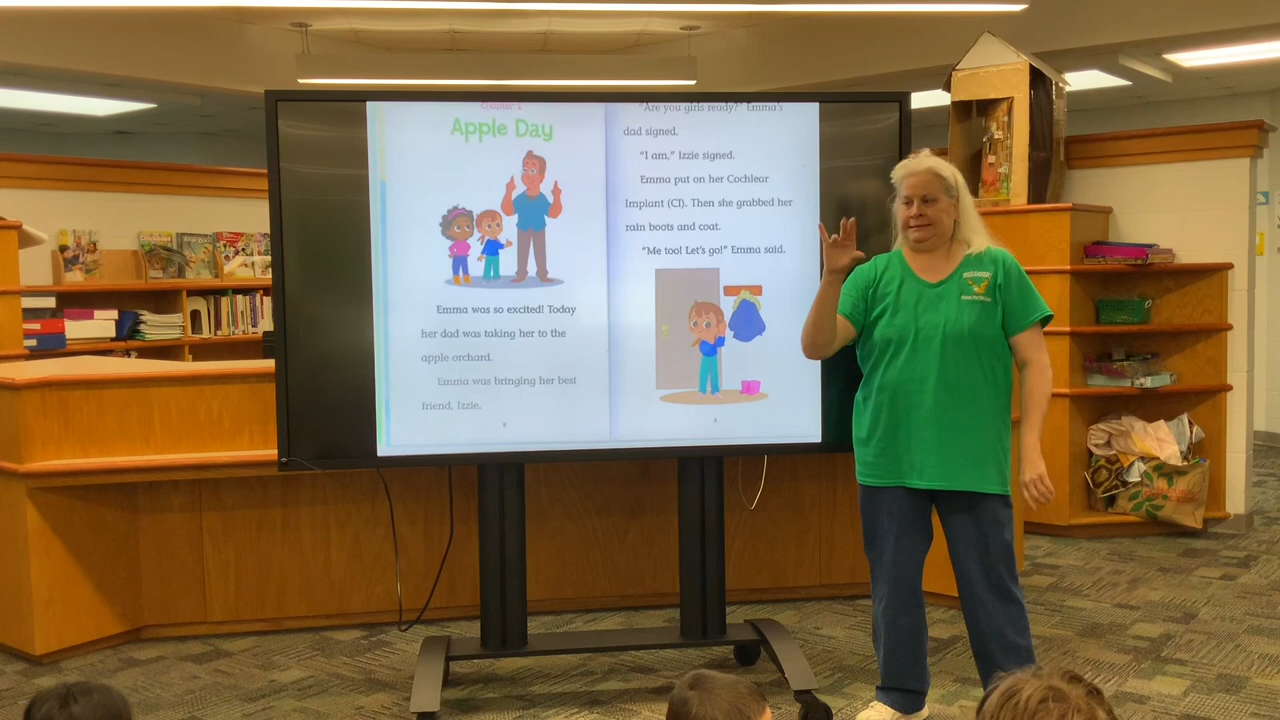 Chapter 1
Apple Day
Emma was so excited! Today
her dad was taking her to the
apple orchard.
Emma was bringing her best
friend, Izzie.
"Are you girls ready?" Emma's
dad signed.
"I am," Izzie signed.
Emma put on her Cochlear
Implant (CI). Then she grabbed her
rain boots and coat.
"Me too! Let's go!" Emma said.
MISSOURI